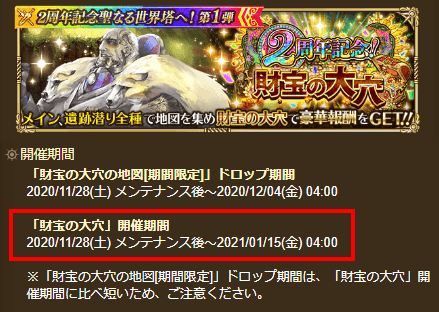 2周年記念聖なる世界塔へ!第1弾
2周年記念!
財宝の大穴
メイン、遺跡潜り全種で地図を集め財宝の大穴で豪華報酬をGET!!
開催期間
「財宝の大穴の地図[期間限定]」ドロップ期間
2020/11/28(土) メンテナンス後~2020/12/04(金) 04:00
「財宝の大穴」開催期間
2020/11/28(土) メンテナンス後~2021/01/15(金) 04:00
※「財宝の大穴の地図[期間限定]」ドロップ期間は、「財宝の大穴」開
催期間に比べ短いため、ご注意ください。